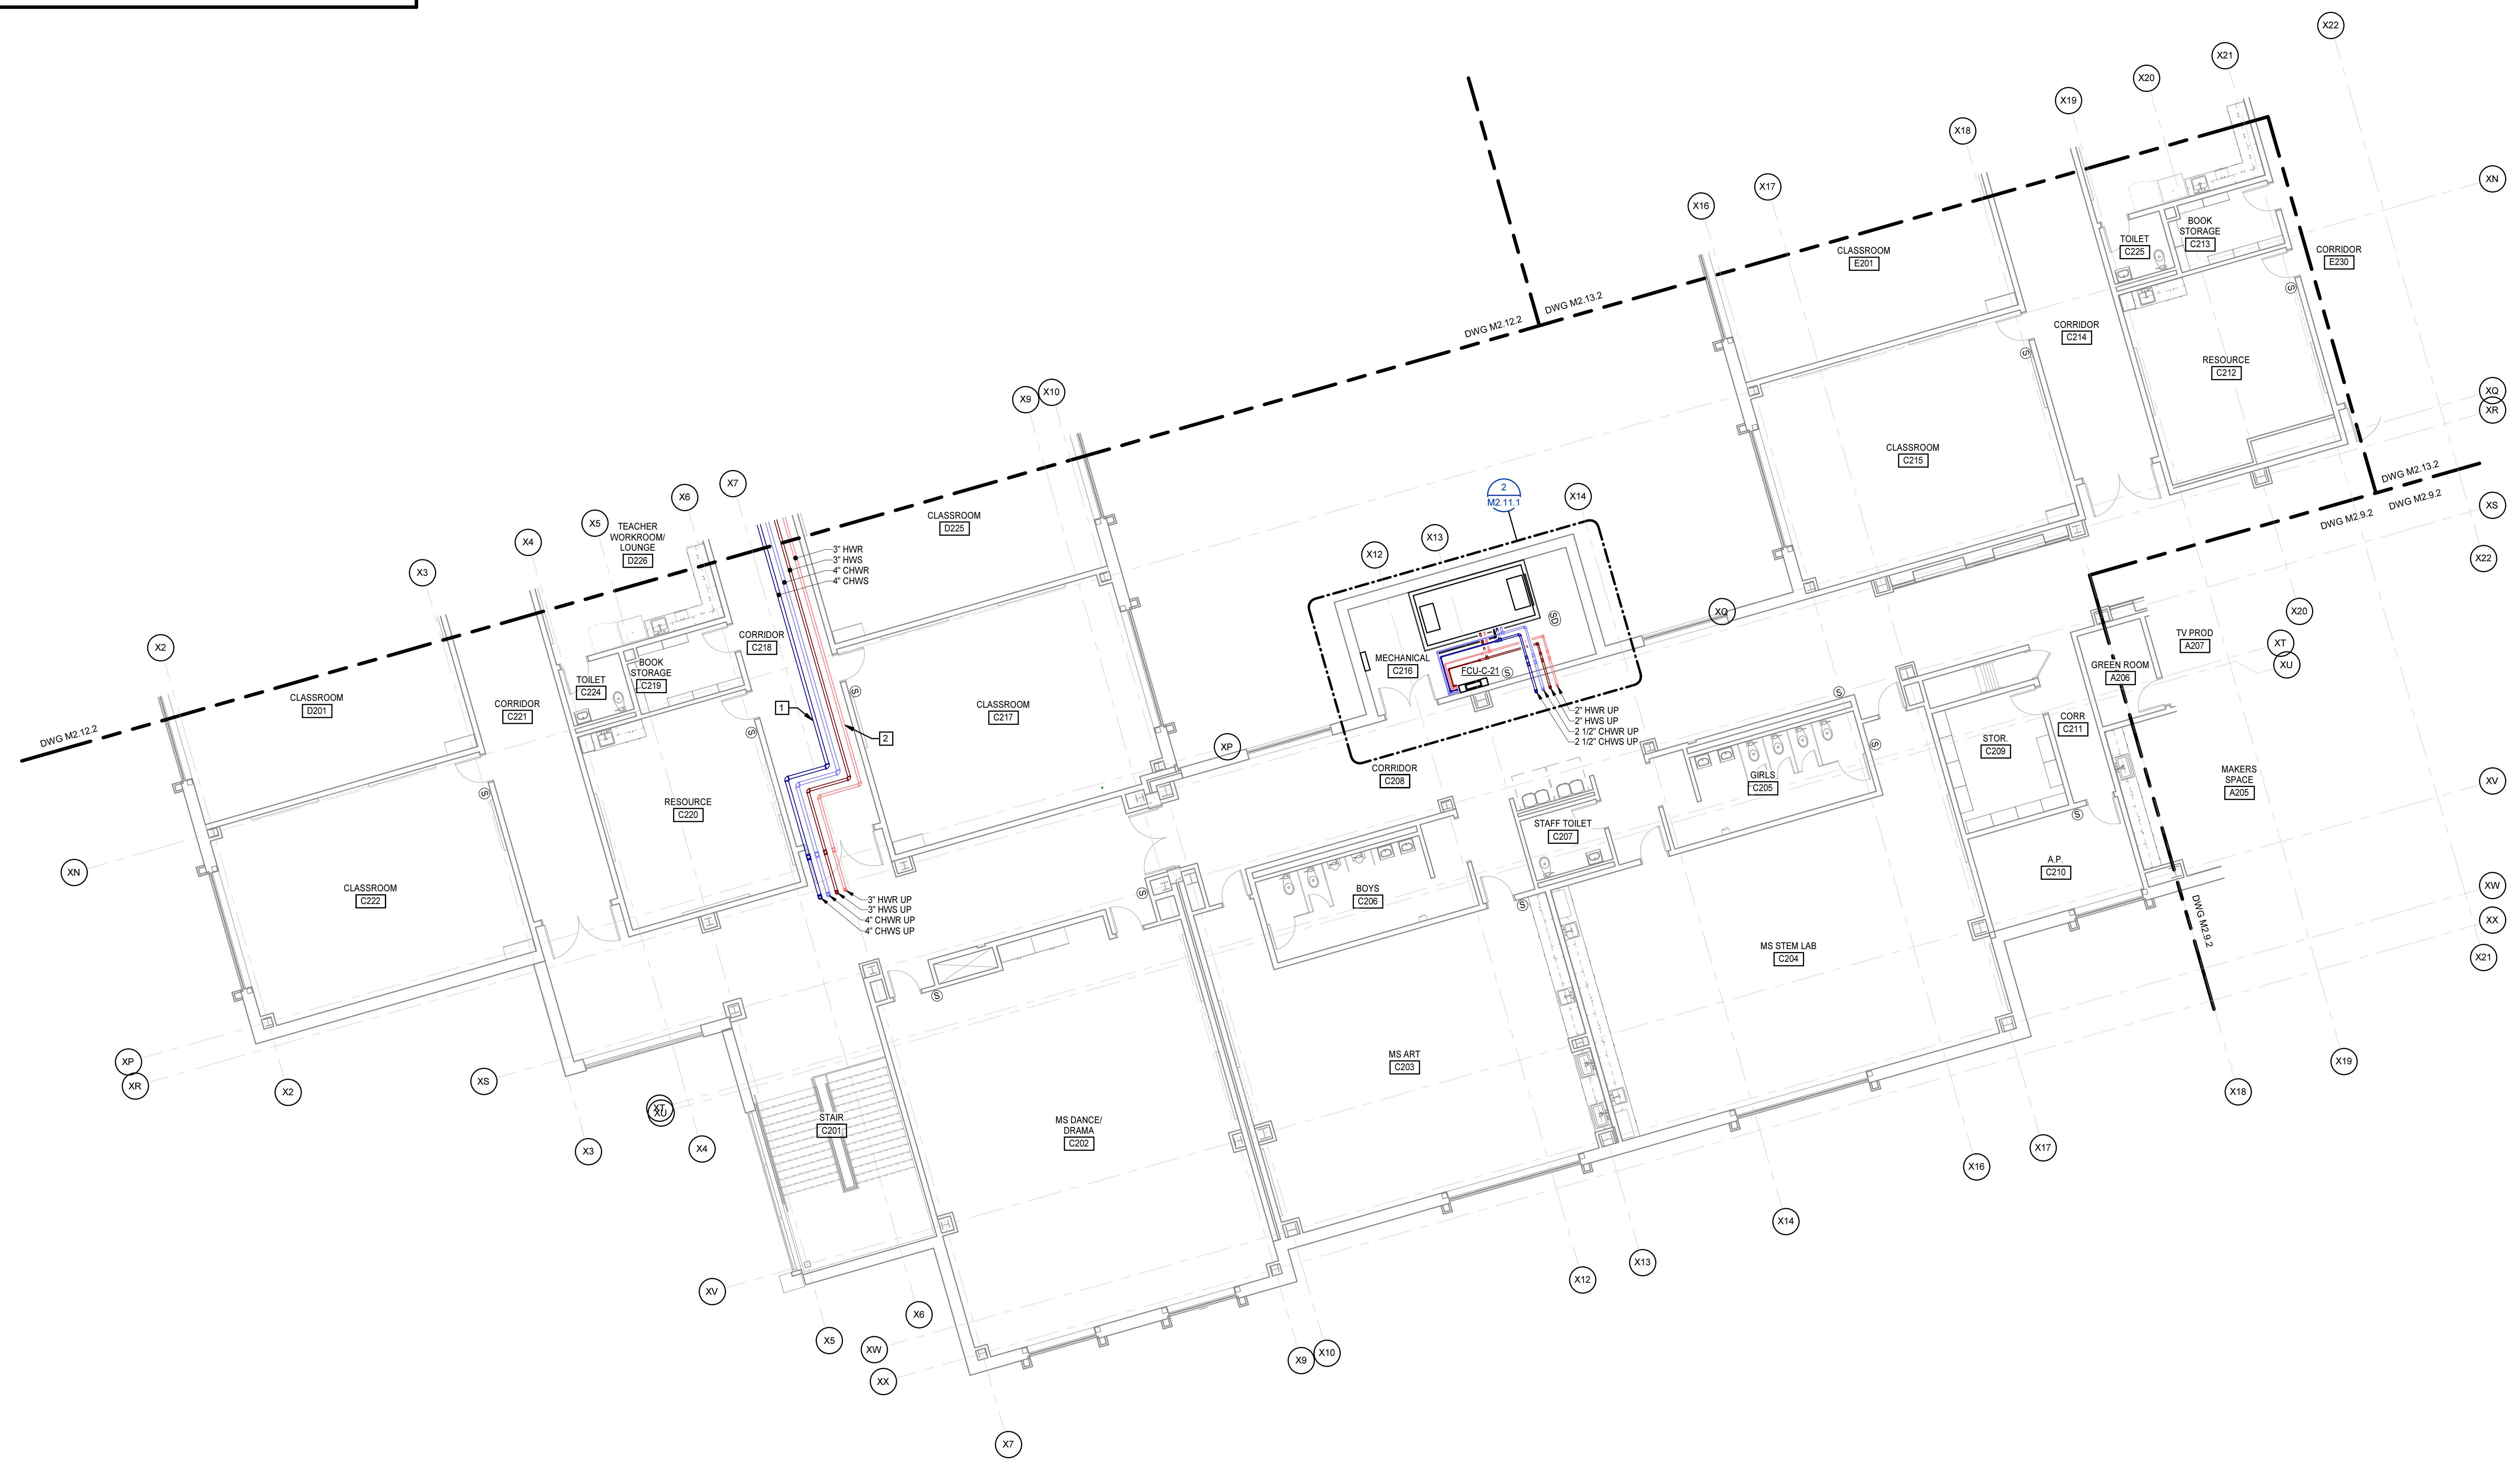 X22
X21
X20
X19
X18
X17
X16
XN
BOOK
STORAGE
C213
TOILET
C225
CORRIDOR
E230
CLASSROOM
E201
DWG M2.13.2
DWG M2.12.2
CORRIDOR
C214
RESOURCE
C212
XQ
XR
CLASSROOM
C215
DWG M2.13.2
DWG M2.9.2
DWG M2.9.2
XS
X22
X9
X10
X7
X6
X5
X4
X3
X2
TEACHER
WORKROOM/
LOUNGE
D226
CLASSROOM
D225
3" HWR
3" HWS
4" CHWR
4" CHWS
2
M2.11.1
X14
X13
X12
MECHANICAL
C216
FCU-C-21
S
SD
2" HWR UP
2" HWS UP
2 1/2" CHWR UP
2 1/2" CHWS UP
XQ
XP
CORRIDOR
C208
CORRIDOR
C218
BOOK
STORAGE
C219
TOILET
C224
CLASSROOM
D201
CORRIDOR
C221
DWG M2.12.2
1
2
CLASSROOM
C217
RESOURCE
C220
CLASSROOM
C222
3" HWR UP
3" HWS UP
4" CHWR UP
4" CHWS UP
X20
TV PROD
A207
XT
XU
GREEN ROOM
A206
CORR
C211
STOR.
C209
MAKERS
SPACE
A205
XV
GIRLS
C205
STAFF TOILET
C207
A.P.
C210
BOYS
C206
XW
XX
X21
DWG M2.9.2
MS STEM LAB
C204
MS ART
C203
MS DANCE/
DRAMA
C202
STAIR
C201
XN
XP
XR
X2
XS
XT
XU
X3
X4
X19
X18
X17
X16
X14
X13
X12
XV
X6
X5
XW
XX
X9
X10
X7
S
S
S
S
S
S
S
S
S
S
S